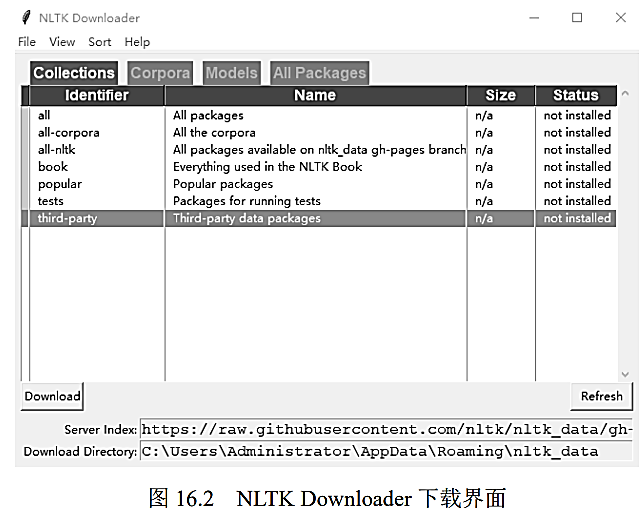 NLTK Downloader
File View Sort Help
Collections Corpora Models All Packages
Identifier Name Size Status
all All packages n/a not installed
all-corpora All the corpora n/a not installed
all-nltk All packages available on nltk_data gh-pages branch n/a not installed
book Everything used in the NLTK Book n/a not installed
popular Popular packages n/a not installed
tests Packages for running tests n/a not installed
third-party Third-party data packages n/a not installed
Download Refresh
Server Index: https://raw.githubusercontent.com/nltk/nltk_data/gh-
Download Directory: C:\Users\Administrator\AppData\Roaming\nltk_data
图 16.2 NLTK Downloader 下载界面